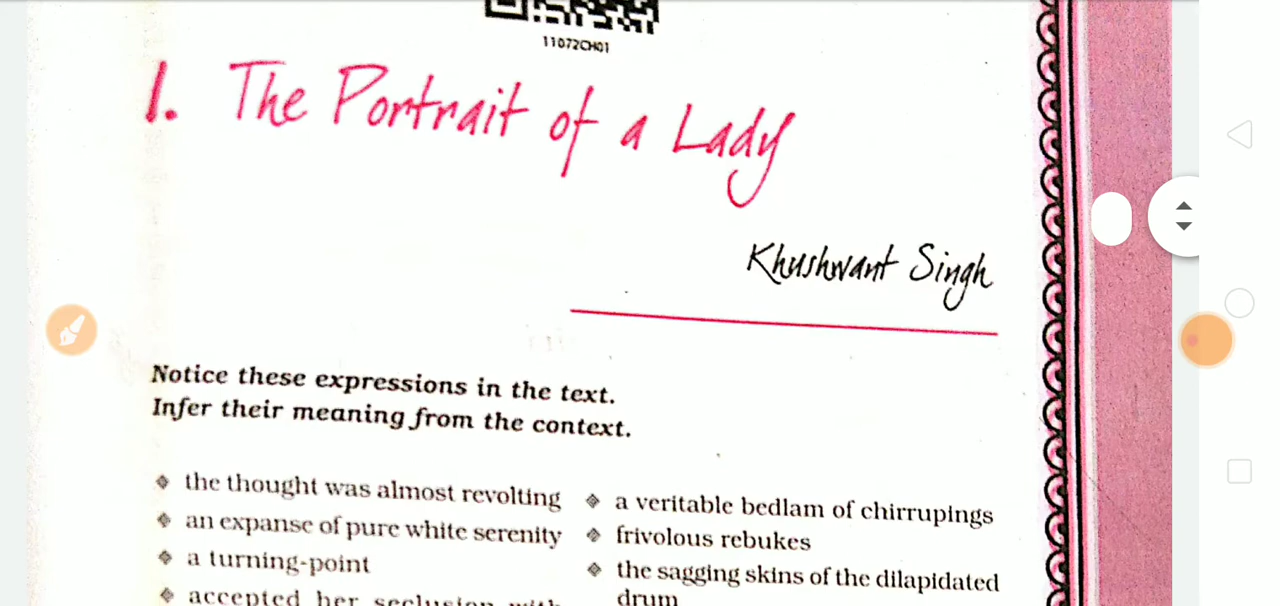 11072CH01
1. The Portrait of a Lady
Khushwant Singh
Notice these expressions in the text.
Infer their meaning from the context.
❖ the thought was almost revolting
❖ an expanse of pure white serenity
❖ a turning-point
❖ accepted her seclusion with
❖ a veritable bedlam of chirrupings
❖ frivolous rebukes
❖ the sagging skins of the dilapidated
drum